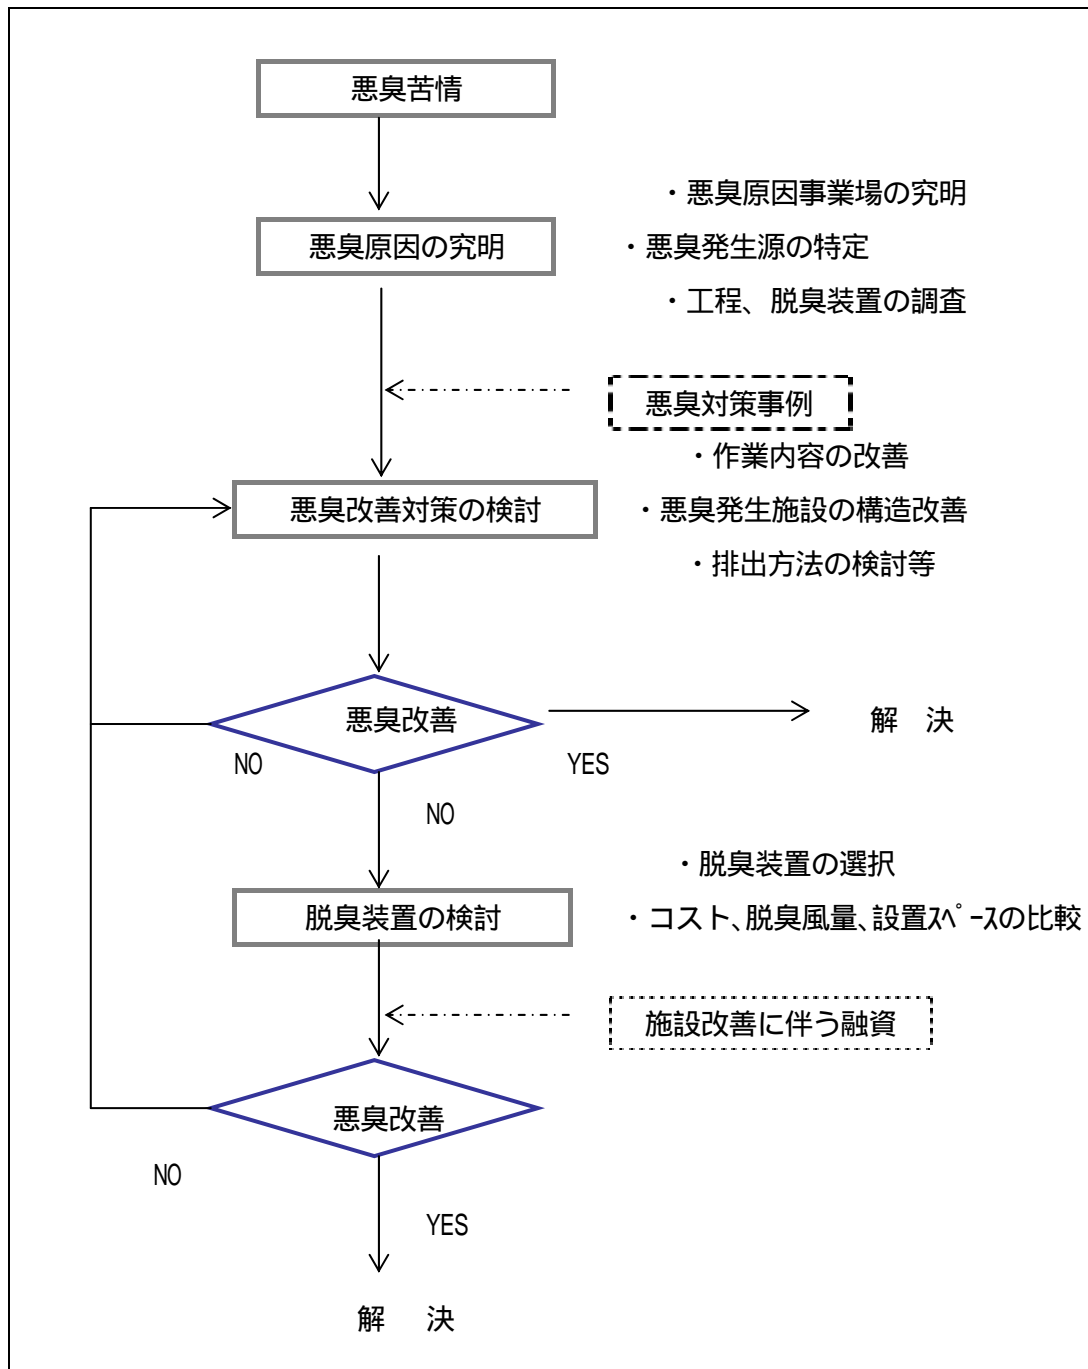 悪臭苦情
・悪臭原因事業場の究明
悪臭原因の究明
・悪臭発生源の特定
・工程、脱臭装置の調査
悪臭対策事例
・作業内容の改善
悪臭改善対策の検討
・悪臭発生施設の構造改善
・排出方法の検討等
悪臭改善
解　決
NO
YES
NO
・脱臭装置の選択
脱臭装置の検討
・コスト、脱臭風量、設置ｽﾍﾟｰｽの比較
施設改善に伴う融資
悪臭改善
NO
YES
解　決